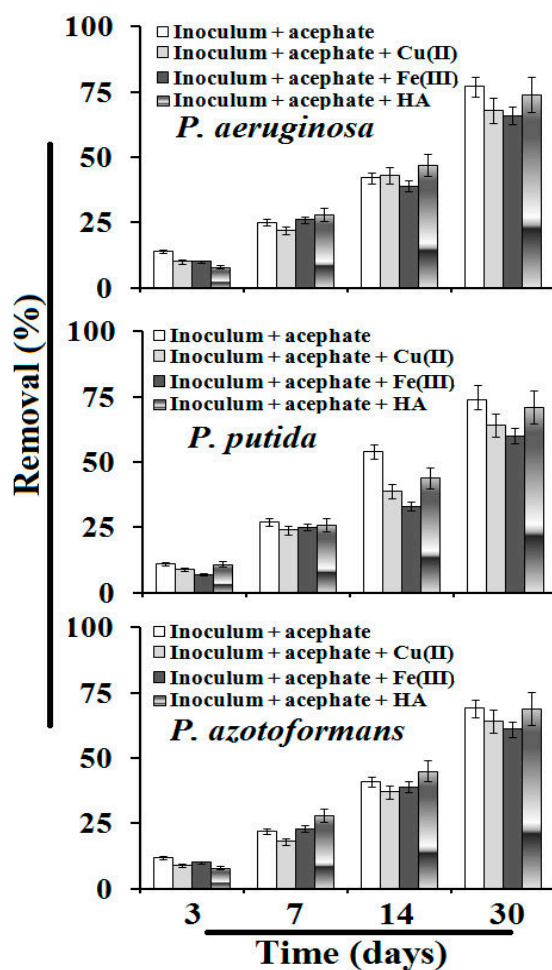 100
Inoculum + acephate
Inoculum + acephate + Cu(II)
75
Inoculum + acephate + Fe(III)
Inoculum + acephate + HA
P. aeruginosa
50
25
0
100
Inoculum + acephate
Inoculum + acephate + Cu(II)
75
Inoculum + acephate + Fe(III)
Inoculum + acephate + HA
P. putida
50
25
0
100
Inoculum + acephate
Inoculum + acephate + Cu(II)
75
Inoculum + acephate + Fe(III)
Inoculum + acephate + HA
P. azotoformans
50
25
0
Removal (%)
3 7 14 30
Time (days)